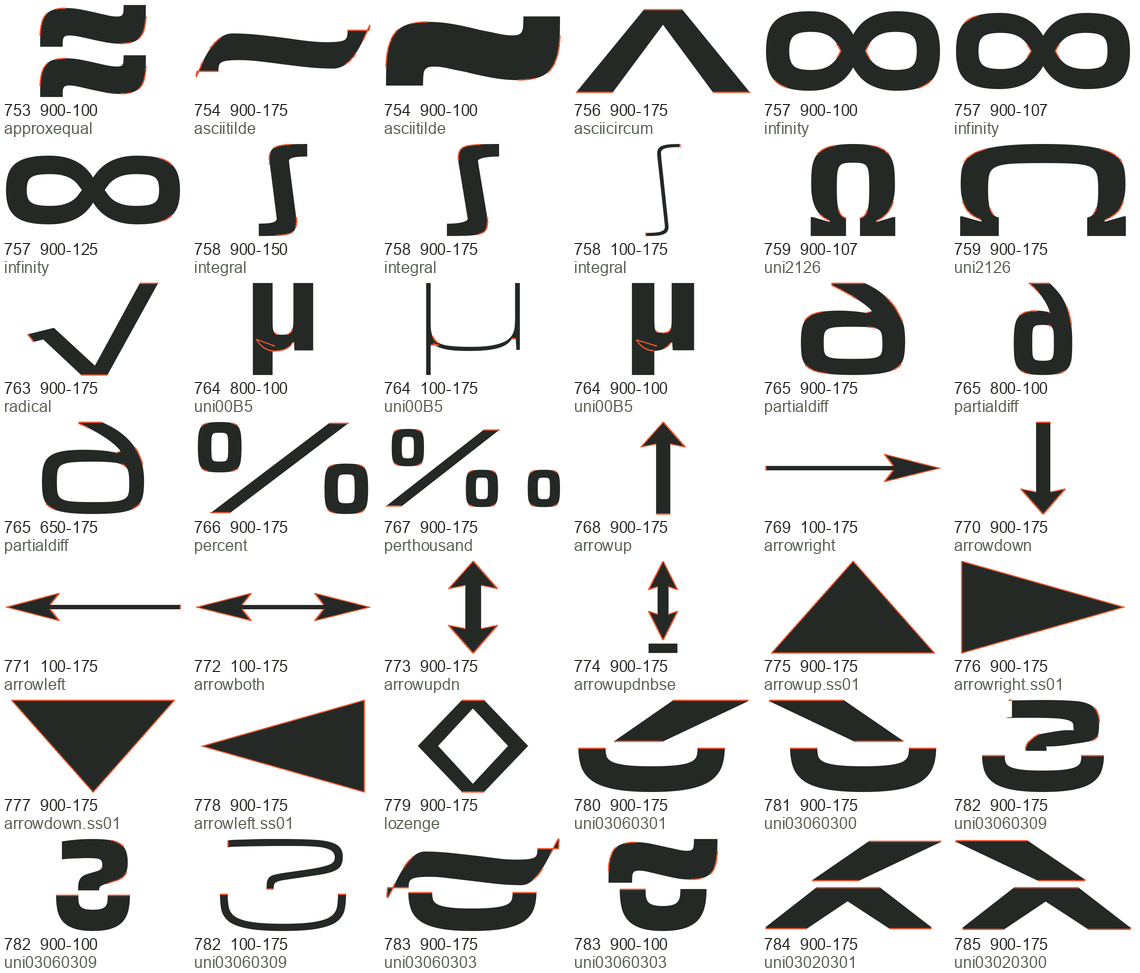 753 900-100
approxequal
754 900-175
asciitilde
754 900-100
asciitilde
756 900-175
asciicircum
757 900-100
infinity
757 900-107
infinity
757 900-125
infinity
758 900-150
integral
758 900-175
integral
758 100-175
integral
759 900-107
uni2126
759 900-175
uni2126
763 900-175
radical
764 800-100
uni00B5
764 100-175
uni00B5
764 900-100
uni00B5
765 900-175
partialdiff
765 800-100
partialdiff
765 650-175
partialdiff
766 900-175
percent
767 900-175
perthousand
768 900-175
arrowup
769 100-175
arrowright
770 900-175
arrowdown
771 100-175
arrowleft
772 100-175
arrowboth
773 900-175
arrowupdn
774 900-175
arrowupdnbse
775 900-175
arrowup.ss01
776 900-175
arrowright.ss01
777 900-175
arrowdown.ss01
778 900-175
arrowleft.ss01
779 900-175
lozenge
780 900-175
uni03060301
781 900-175
uni03060300
782 900-175
uni03060309
782 900-100
uni03060309
782 100-175
uni03060309
783 900-175
uni03060303
783 900-100
uni03060303
784 900-175
uni03020301
785 900-175
uni03020300